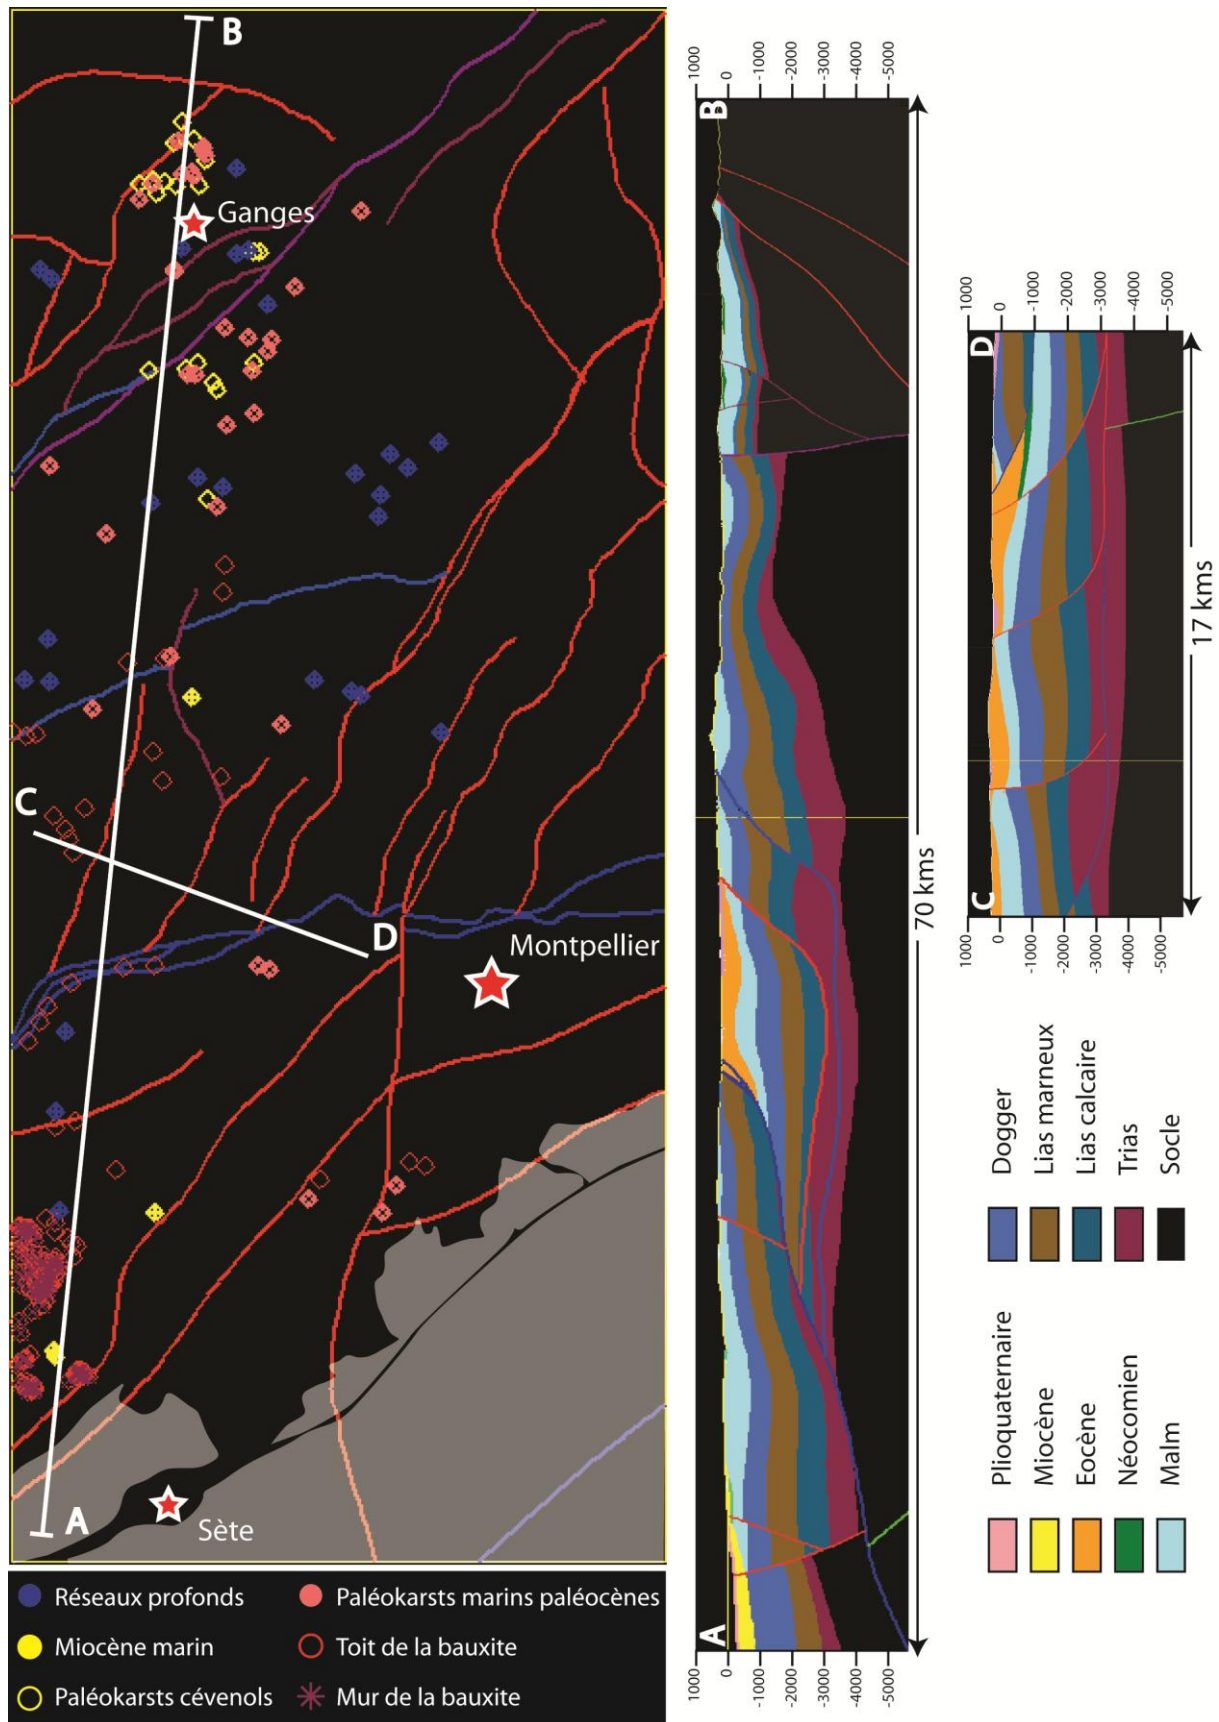 B
Ganges
C
D
Montpellier
A
Sète
Réseaux profonds
Paléokarsts marins paléocènes
Miocène marin
Toit de la bauxite
Paléokarsts cévenols
Mur de la bauxite
A
B
1000
0
-1000
-2000
-3000
-4000
-5000
1000
0
-1000
-2000
-3000
-4000
-5000
70 kms
C
D
1000
0
-1000
-2000
-3000
-4000
-5000
1000
0
-1000
-2000
-3000
-4000
-5000
17 kms
Plioquaternaire
Miocène
Eocène
Néocomien
Malm
Dogger
Lias marneux
Lias calcaire
Trias
Socle